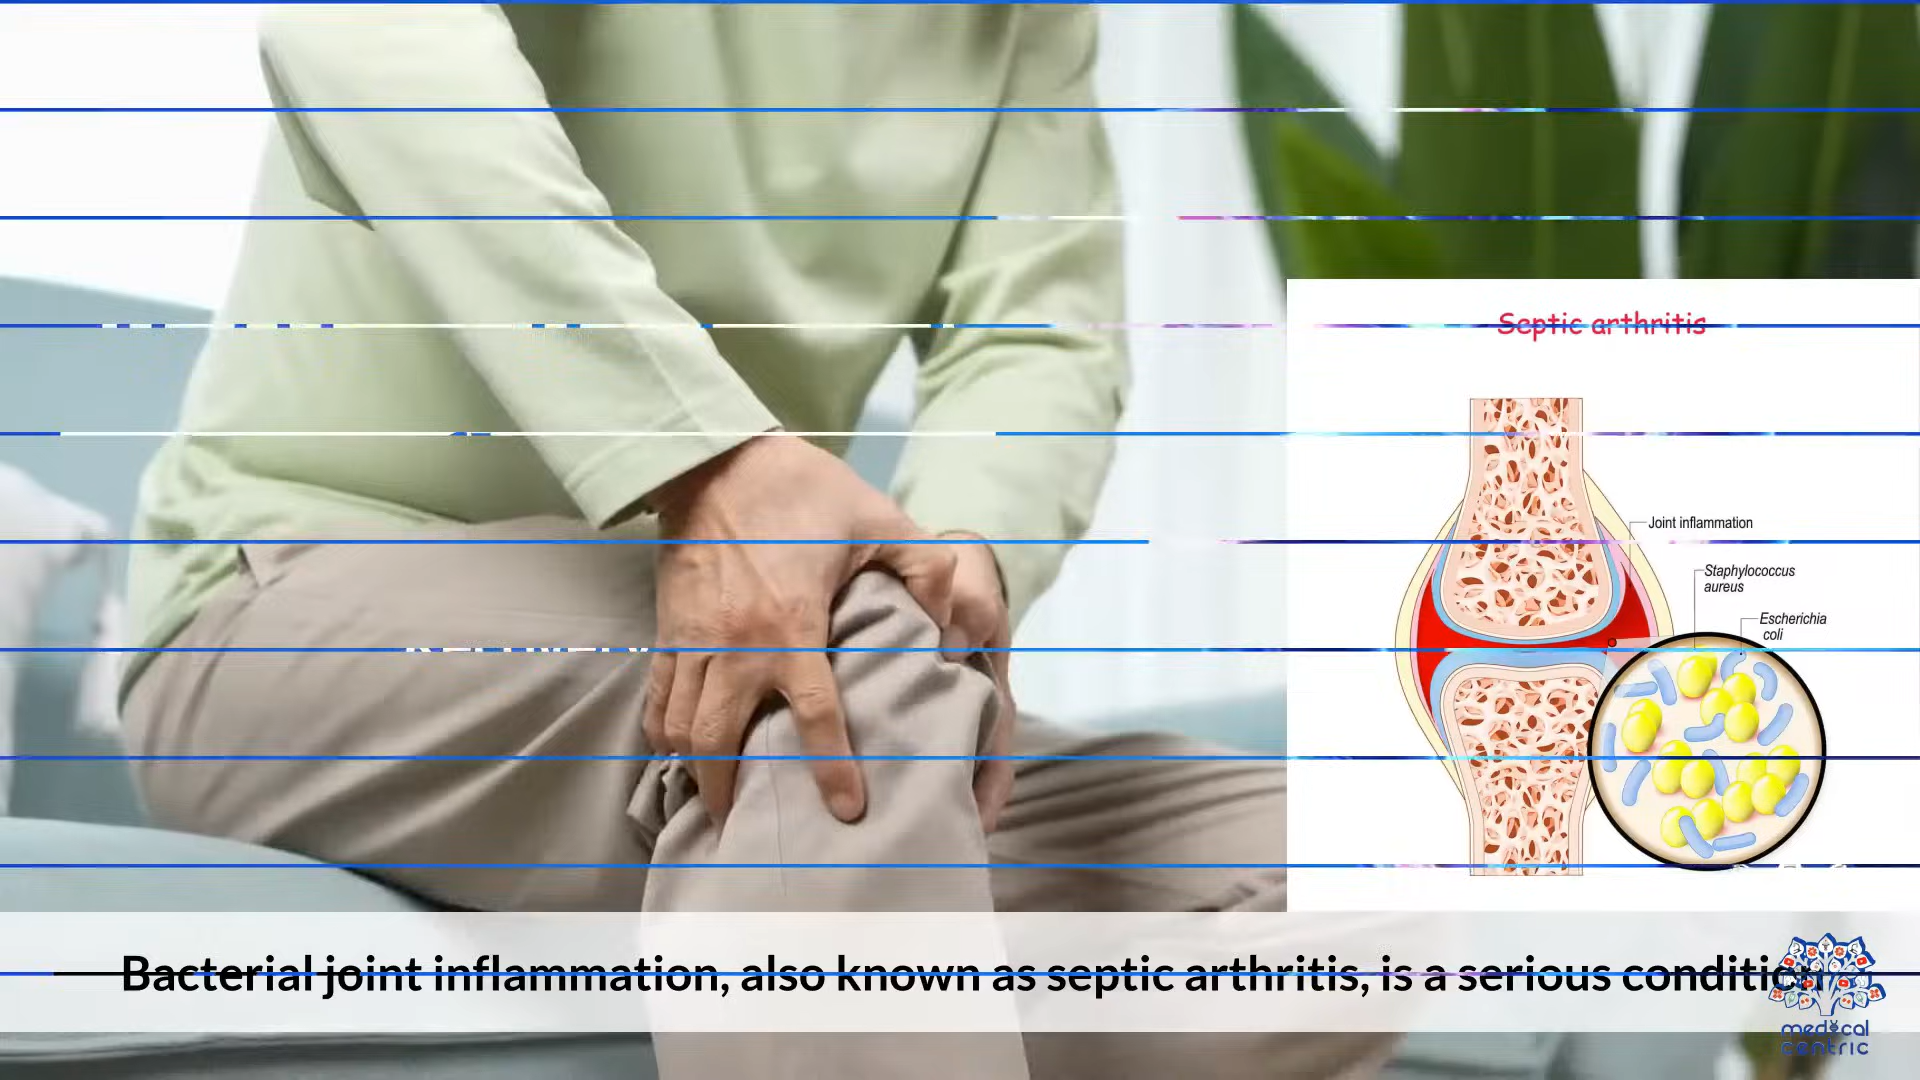 Septic arthritis
Joint inflammation
Staphylococcus
aureus
Escherichia
coli
Bacterial joint inflammation, also known as septic arthritis, is a serious condition
medical
centric